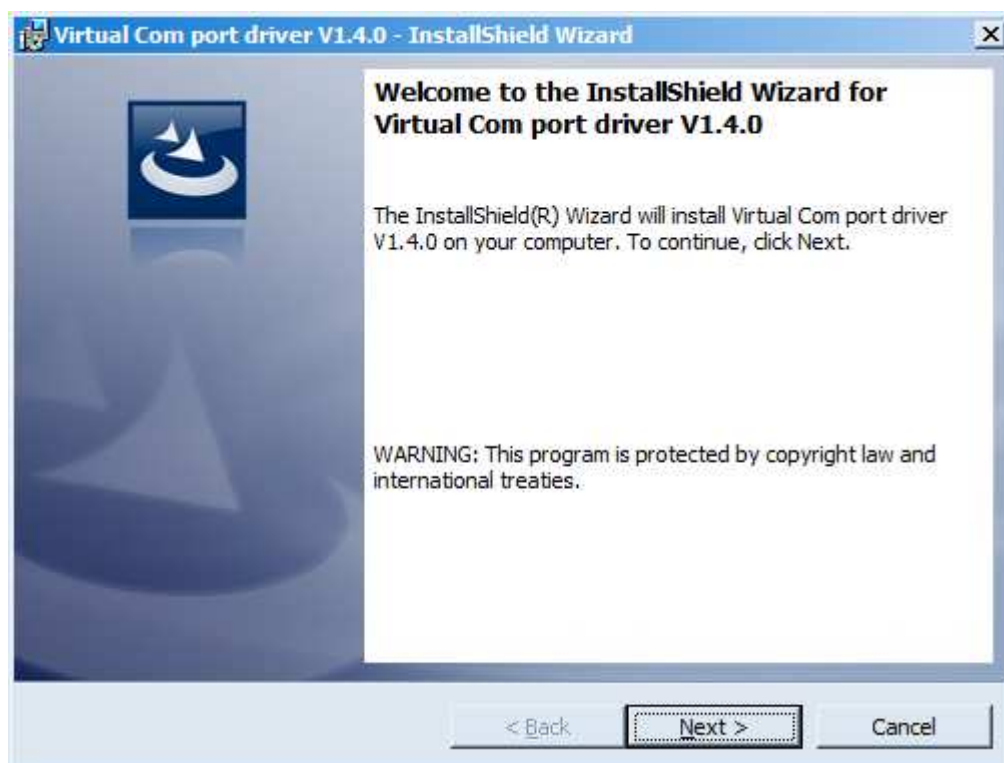 Virtual Com port driver V1.4.0 - InstallShield Wizard
Welcome to the InstallShield Wizard for
Virtual Com port driver V1.4.0
The InstallShield(R) Wizard will install Virtual Com port driver
V1.4.0 on your computer. To continue, click Next.
WARNING: This program is protected by copyright law and
international treaties.
< Back
Next >
Cancel